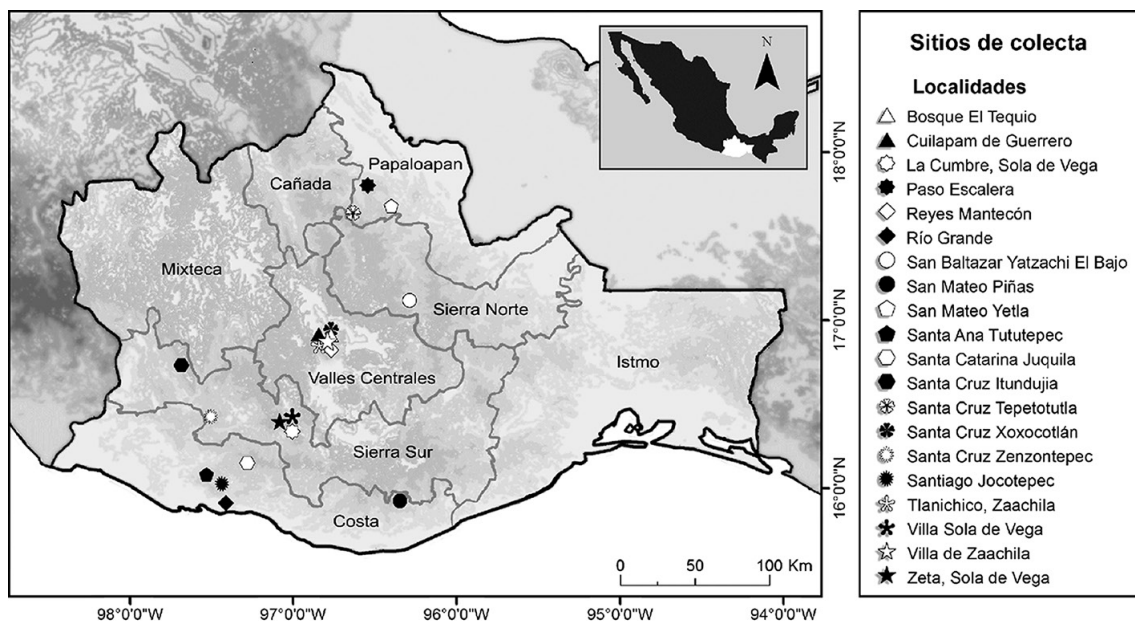 N
Papaloapan
Cañada
Mixteca
Sierra Norte
Istmo
Valles Centrales
Sierra Sur
Costa
0 50 100 Km
18°0'0"N
17°0'0"N
16°0'0"N
98°0'0"W 97°0'0"W 96°0'0"W 95°0'0"W 94°0'0"W
Sitios de colecta
Localidades
Bosque El Tequio
Cuilapam de Guerrero
La Cumbre, Sola de Vega
Paso Escalera
Reyes Mantecón
Río Grande
San Baltazar Yatzachi El Bajo
San Mateo Piñas
San Mateo Yetla
Santa Ana Tututepec
Santa Catarina Juquila
Santa Cruz Itundujia
Santa Cruz Tepetotutla
Santa Cruz Xoxocotlán
Santa Cruz Zenzontepec
Santiago Jocotepec
Tlanichico, Zaachila
Villa Sola de Vega
Villa de Zaachila
Zeta, Sola de Vega